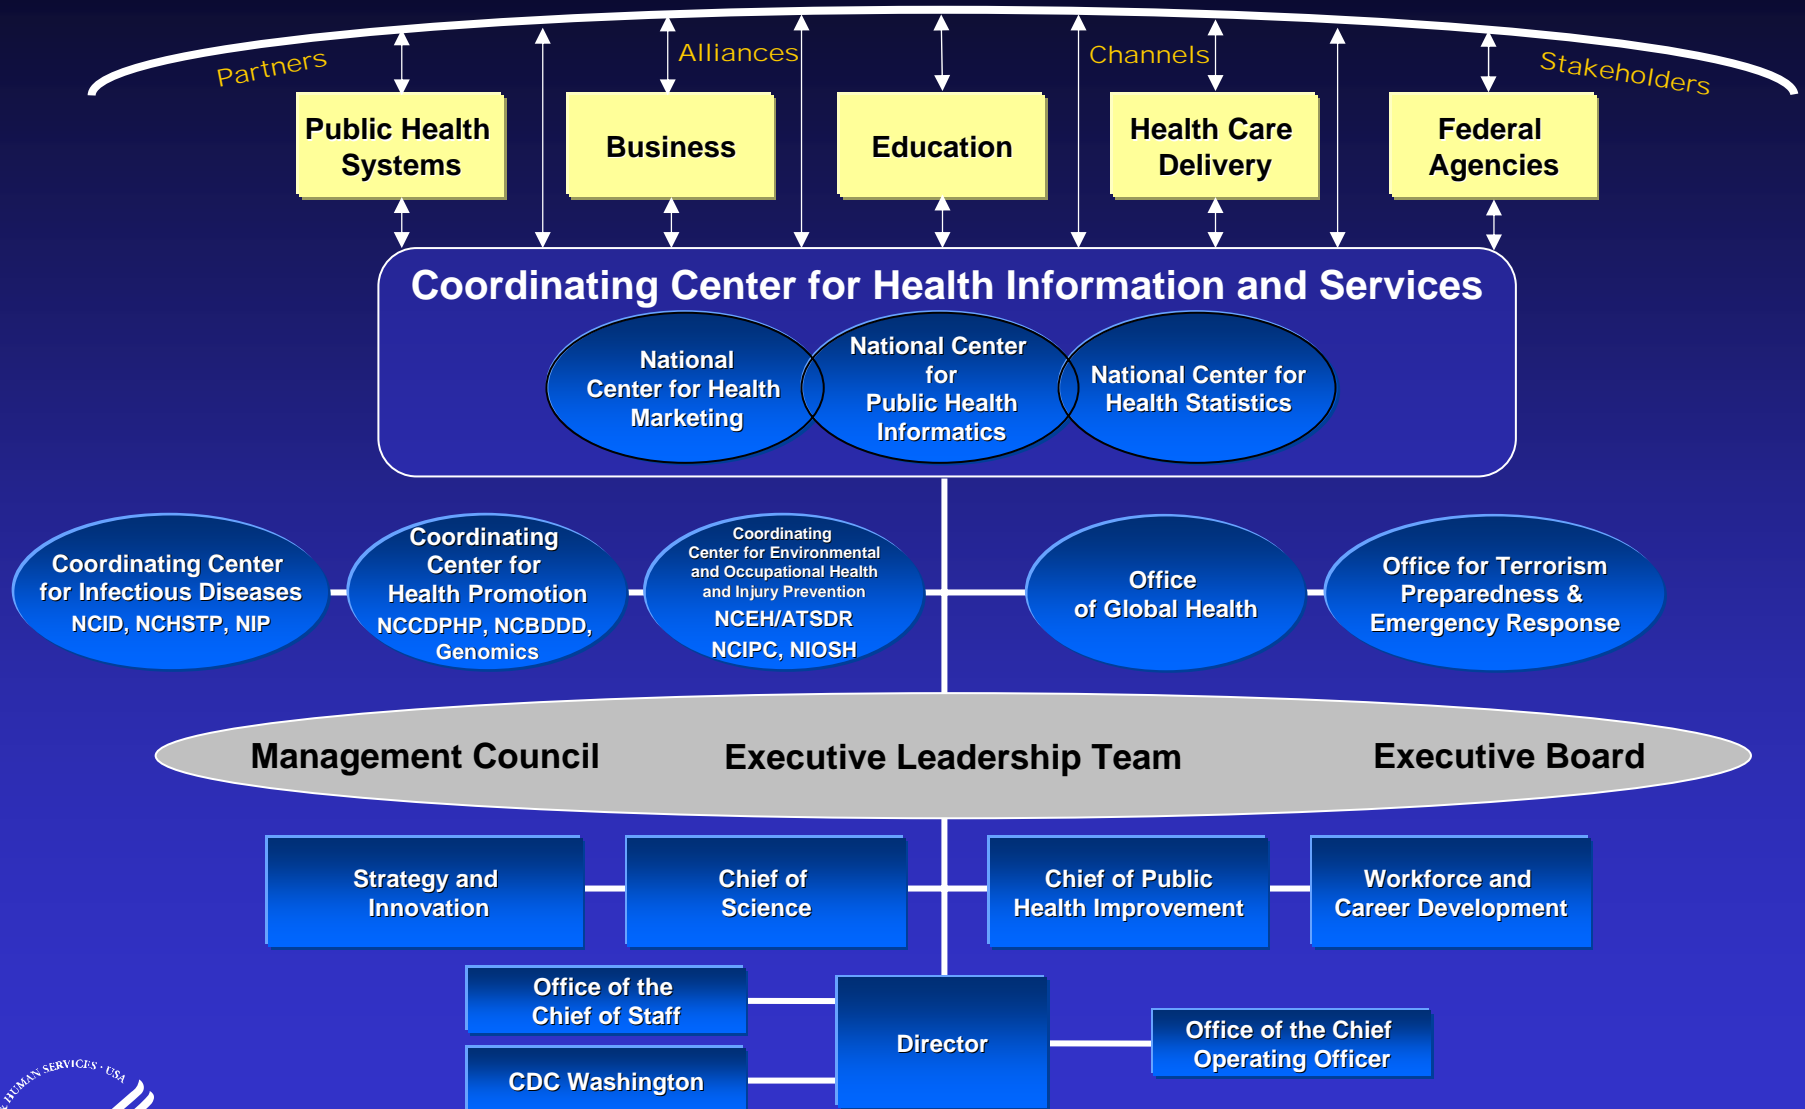 Partners
Alliances
Channels
Stakeholders
Public Health
Systems
Business
Education
Health Care
Delivery
Federal
Agencies
Coordinating Center for Health Information and Services
National
Center for Health
Marketing
National Center
for
Public Health
Informatics
National Center for
Health Statistics
Coordinating Center
for Infectious Diseases
NCID, NCHSTP, NIP
Coordinating
Center for
Health Promotion
NCCDPHP, NCBDDD,
Genomics
Coordinating
Center for Environmental
and Occupational Health
and Injury Prevention
NCEH/ATSDR
NCIPC, NIOSH
Office
of Global Health
Office for Terrorism
Preparedness &
Emergency Response
Management Council
Executive Leadership Team
Executive Board
Strategy and
Innovation
Chief of
Science
Chief of Public
Health Improvement
Workforce and
Career Development
Office of the
Chief of Staff
CDC Washington
Director
Office of the Chief
Operating Officer
HUMAN SERVICES · USA